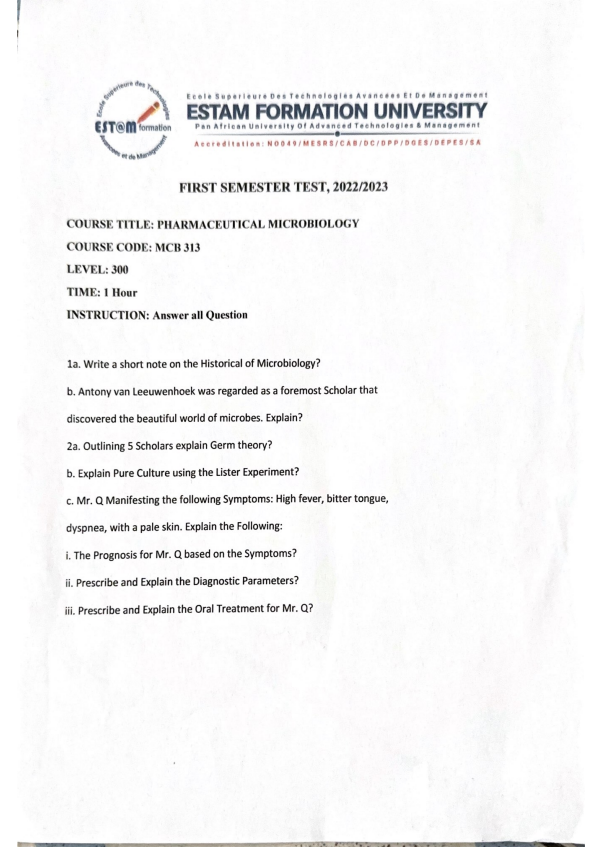 Ecole Superieure des Technologies
EST@M formation
Avancees et de Management
Ecole Superieure Des Technologies Avancees Et De Management
ESTAM FORMATION UNIVERSITY
Pan African University Of Advanced Technologies & Management
Accreditation: N0049/MESRS/CAB/DC/DPP/DGES/DEPES/SA
FIRST SEMESTER TEST, 2022/2023
COURSE TITLE: PHARMACEUTICAL MICROBIOLOGY
COURSE CODE: MCB 313
LEVEL: 300
TIME: 1 Hour
INSTRUCTION: Answer all Question
1a. Write a short note on the Historical of Microbiology?
b. Antony van Leeuwenhoek was regarded as a foremost Scholar that
discovered the beautiful world of microbes. Explain?
2a. Outlining 5 Scholars explain Germ theory?
b. Explain Pure Culture using the Lister Experiment?
c. Mr. Q Manifesting the following Symptoms: High fever, bitter tongue,
dyspnea, with a pale skin. Explain the Following:
i. The Prognosis for Mr. Q based on the Symptoms?
ii. Prescribe and Explain the Diagnostic Parameters?
iii. Prescribe and Explain the Oral Treatment for Mr. Q?